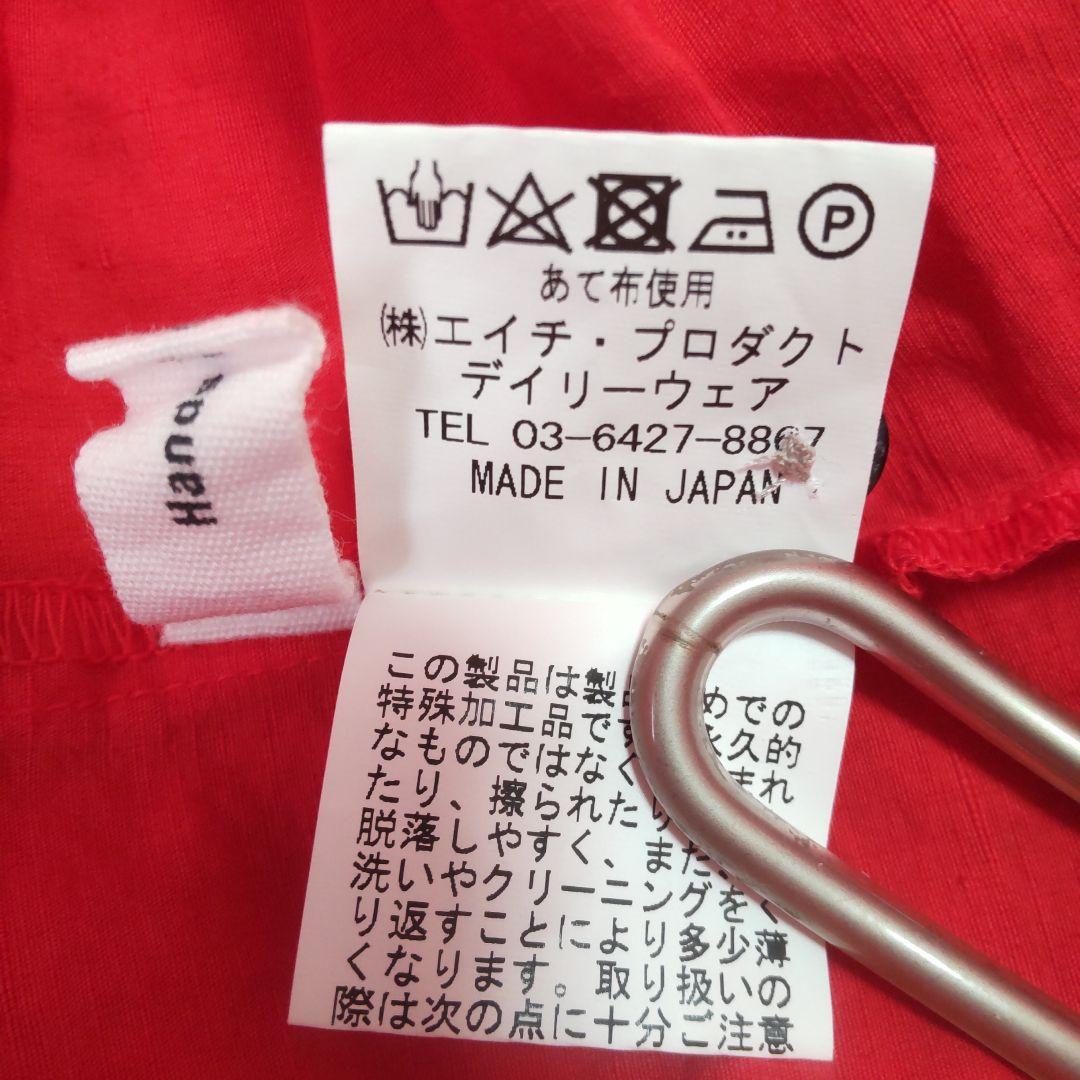 P
あて布使用
(株)エイチ・プロダクト
デイリーウェア
TEL 03-6427-8867
MADE IN JAPAN
この製品は製 めでの
特殊加工品です 永久的
なものではなく まれ
たり、擦られたり
脱落しやすく、また、
洗いやクリーニングをく
り返すことにより多少薄
くなります。取り扱いの
際は次の点に十分ご注意